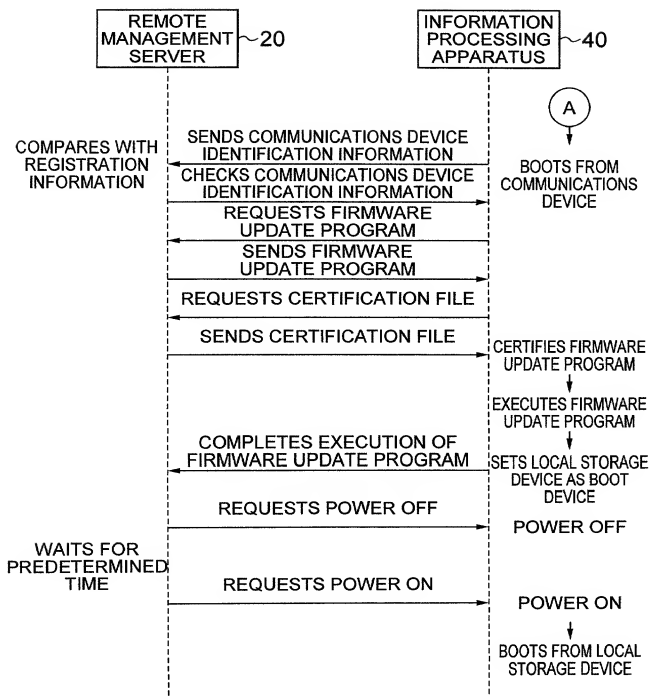 REMOTE
MANAGEMENT
SERVER
20
INFORMATION
PROCESSING
APPARATUS
40
A
COMPARES WITH
REGISTRATION
INFORMATION
SENDS COMMUNICATIONS DEVICE
IDENTIFICATION INFORMATION
BOOTS FROM
COMMUNICATIONS
DEVICE
CHECKS COMMUNICATIONS DEVICE
IDENTIFICATION INFORMATION
REQUESTS FIRMWARE
UPDATE PROGRAM
SENDS FIRMWARE
UPDATE PROGRAM
REQUESTS CERTIFICATION FILE
SENDS CERTIFICATION FILE
CERTIFIES FIRMWARE
UPDATE PROGRAM
EXECUTES FIRMWARE
UPDATE PROGRAM
COMPLETES EXECUTION OF
FIRMWARE UPDATE PROGRAM
SETS LOCAL STORAGE
DEVICE AS BOOT
DEVICE
REQUESTS POWER OFF
POWER OFF
WAITS FOR
PREDETERMINED
TIME
REQUESTS POWER ON
POWER ON
BOOTS FROM LOCAL
STORAGE DEVICE